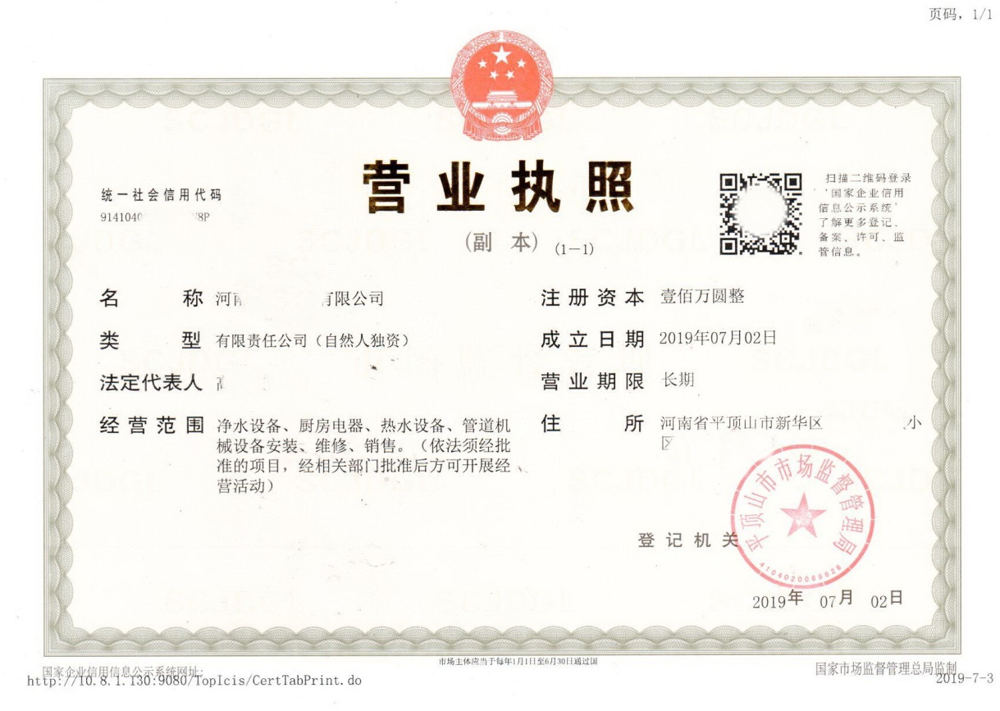 页码, 1/1
营业执照
(副 本) (1-1)
统一社会信用代码
9141040 8P
扫描二维码登录
'国家企业信用
信息公示系统'
了解更多登记、
备案、许可、监
管信息。
名 称 河 有限公司
类 型 有限责任公司（自然人独资）
法定代表人
经营范围 净水设备、厨房电器、热水设备、管道机
械设备安装、维修、销售。（依法须经批
准的项目，经相关部门批准后方可开展经
营活动）
注册资本 壹佰万圆整
成立日期 2019年07月02日
营业期限 长期
住 所 河南省平顶山市新华区 小
区
登记机关
平顶山市市场监督管理局
2019年 07月 02日
国家企业信用信息公示系统网址:
http://10.8.1.130:9080/TopIcis/CertTabPrint.do
市场主体应当于每年1月1日至6月30日通过国
国家市场监督管理总局监制
2019-7-3